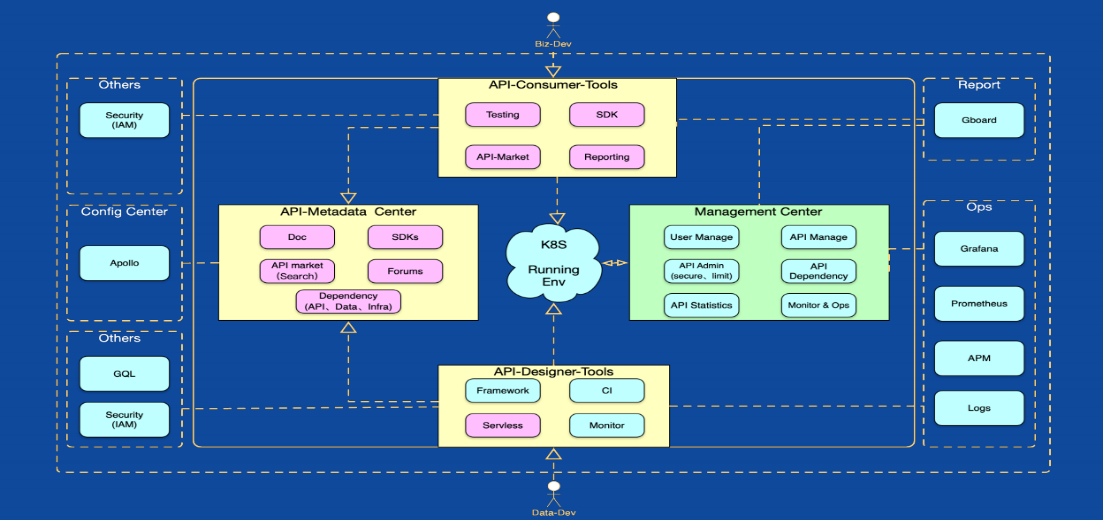 Biz-Dev
Others
Security
(IAM)
API-Consumer-Tools
Testing
SDK
API-Market
Reporting
Report
Gboard
Config Center
Apollo
API-Metadata Center
Doc
SDKs
API market
(Search)
Forums
Dependency
(API、Data、Infra)
K8S
Running
Env
Management Center
User Manage
API Manage
API Admin
(secure、limit)
API
Dependency
API Statistics
Monitor & Ops
Ops
Grafana
Prometheus
APM
Logs
Others
GQL
Security
(IAM)
API-Designer-Tools
Framework
CI
Servless
Monitor
Data-Dev